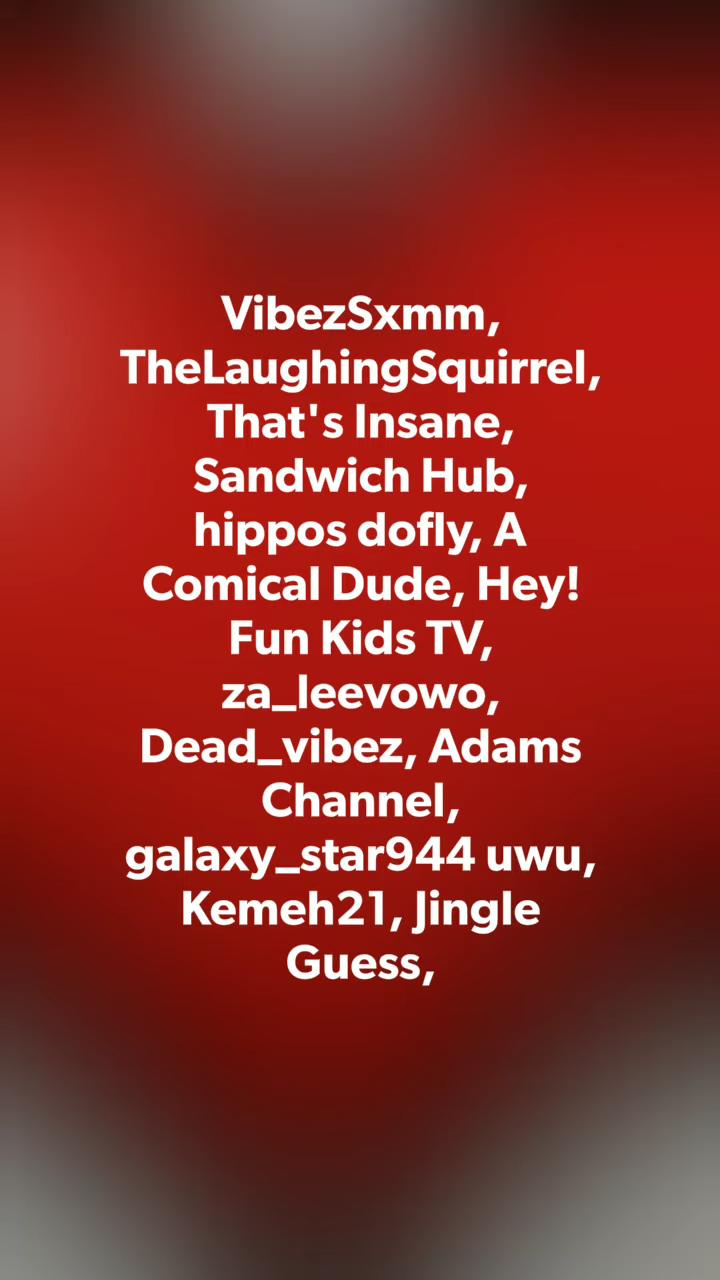 VibezSxmm,
TheLaughingSquirrel,
That's Insane,
Sandwich Hub,
hippos dofly, A
Comical Dude, Hey!
Fun Kids TV,
za_leevowo,
Dead_vibez, Adams
Channel,
galaxy_star944 uwu,
Kemeh21, Jingle
Guess,